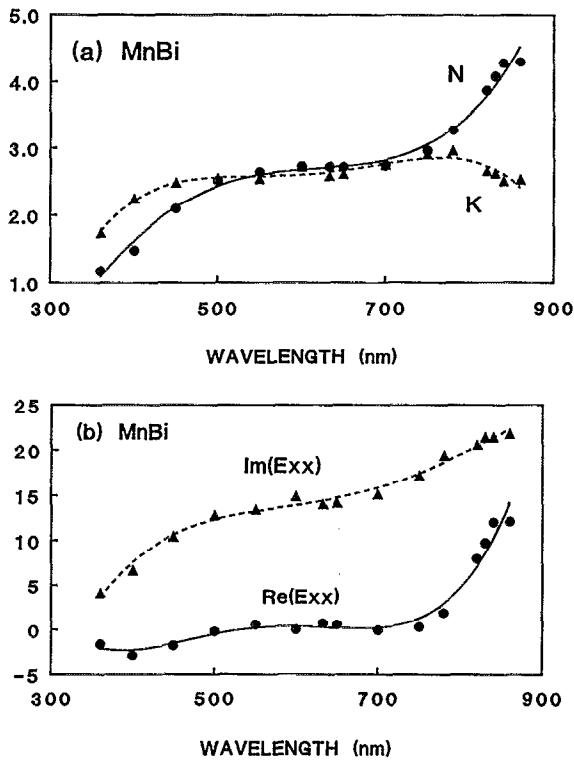 5.0
(a) MnBi
N
4.0
3.0
2.0
K
1.0
300 500 700 900
WAVELENGTH (nm)
25
(b) MnBi
20
Im(Exx)
15
10
5
Re(Exx)
0
-5
300 500 700 900
WAVELENGTH (nm)